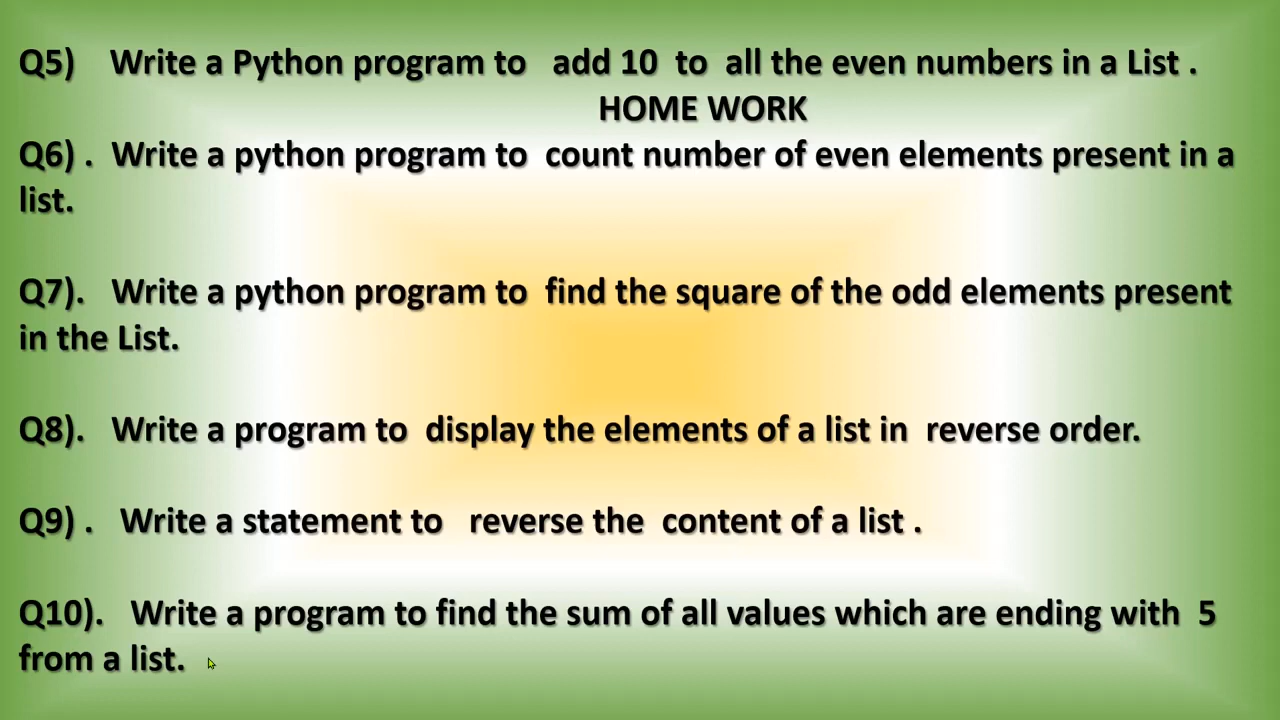 Q5) Write a Python program to add 10 to all the even numbers in a List .
HOME WORK
Q6) . Write a python program to count number of even elements present in a
list.
Q7). Write a python program to find the square of the odd elements present
in the List.
Q8). Write a program to display the elements of a list in reverse order.
Q9) . Write a statement to reverse the content of a list .
Q10). Write a program to find the sum of all values which are ending with 5
from a list.